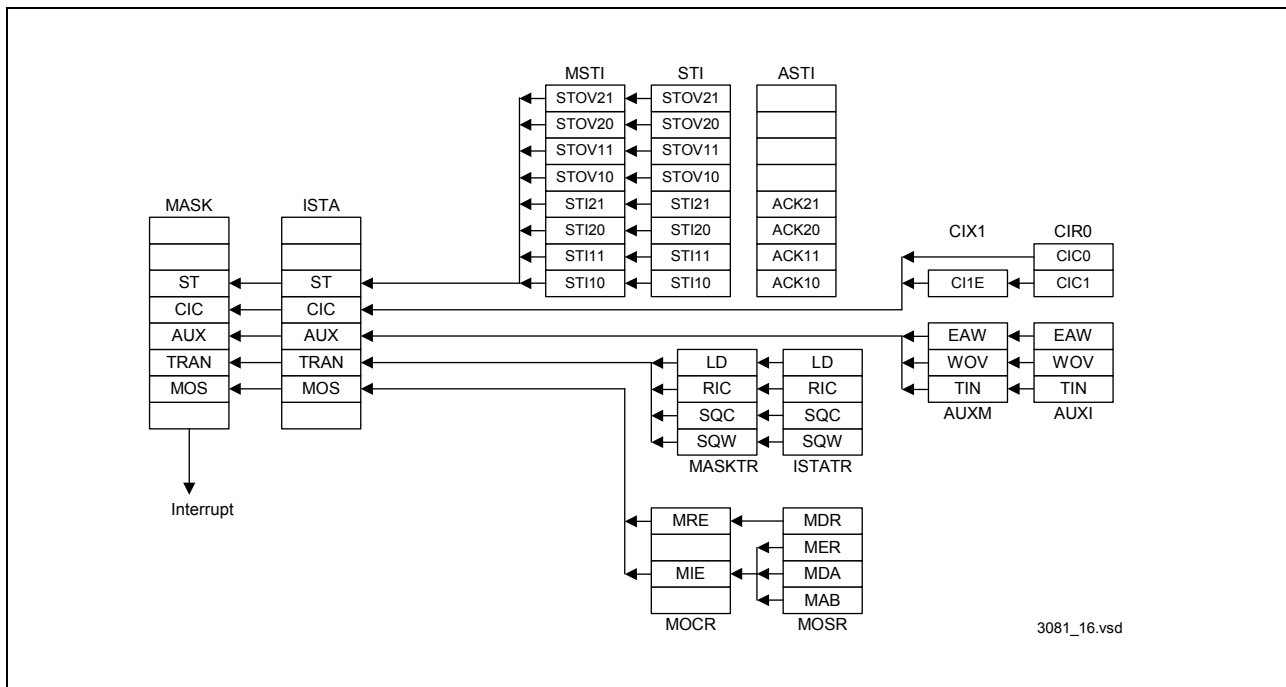 MSTI STI ASTI
STOV21 STOV21
STOV20 STOV20
STOV11 STOV11
STOV10 STOV10
MASK ISTA STI21 STI21 ACK21
STI20 STI20 ACK20 CIX1 CIR0
STI11 STI11 ACK11 CIC0
ST ST STI10 STI10 ACK10 CI1E CIC1
CIC CIC
AUX AUX EAW EAW
TRAN TRAN LD LD WOV WOV
MOS MOS RIC RIC TIN TIN
SQC SQC AUXM AUXI
SQW SQW
MASKTR ISTATR
Interrupt
MRE MDR
MER
MIE MDA
MAB
MOCR MOSR
3081_16.vsd